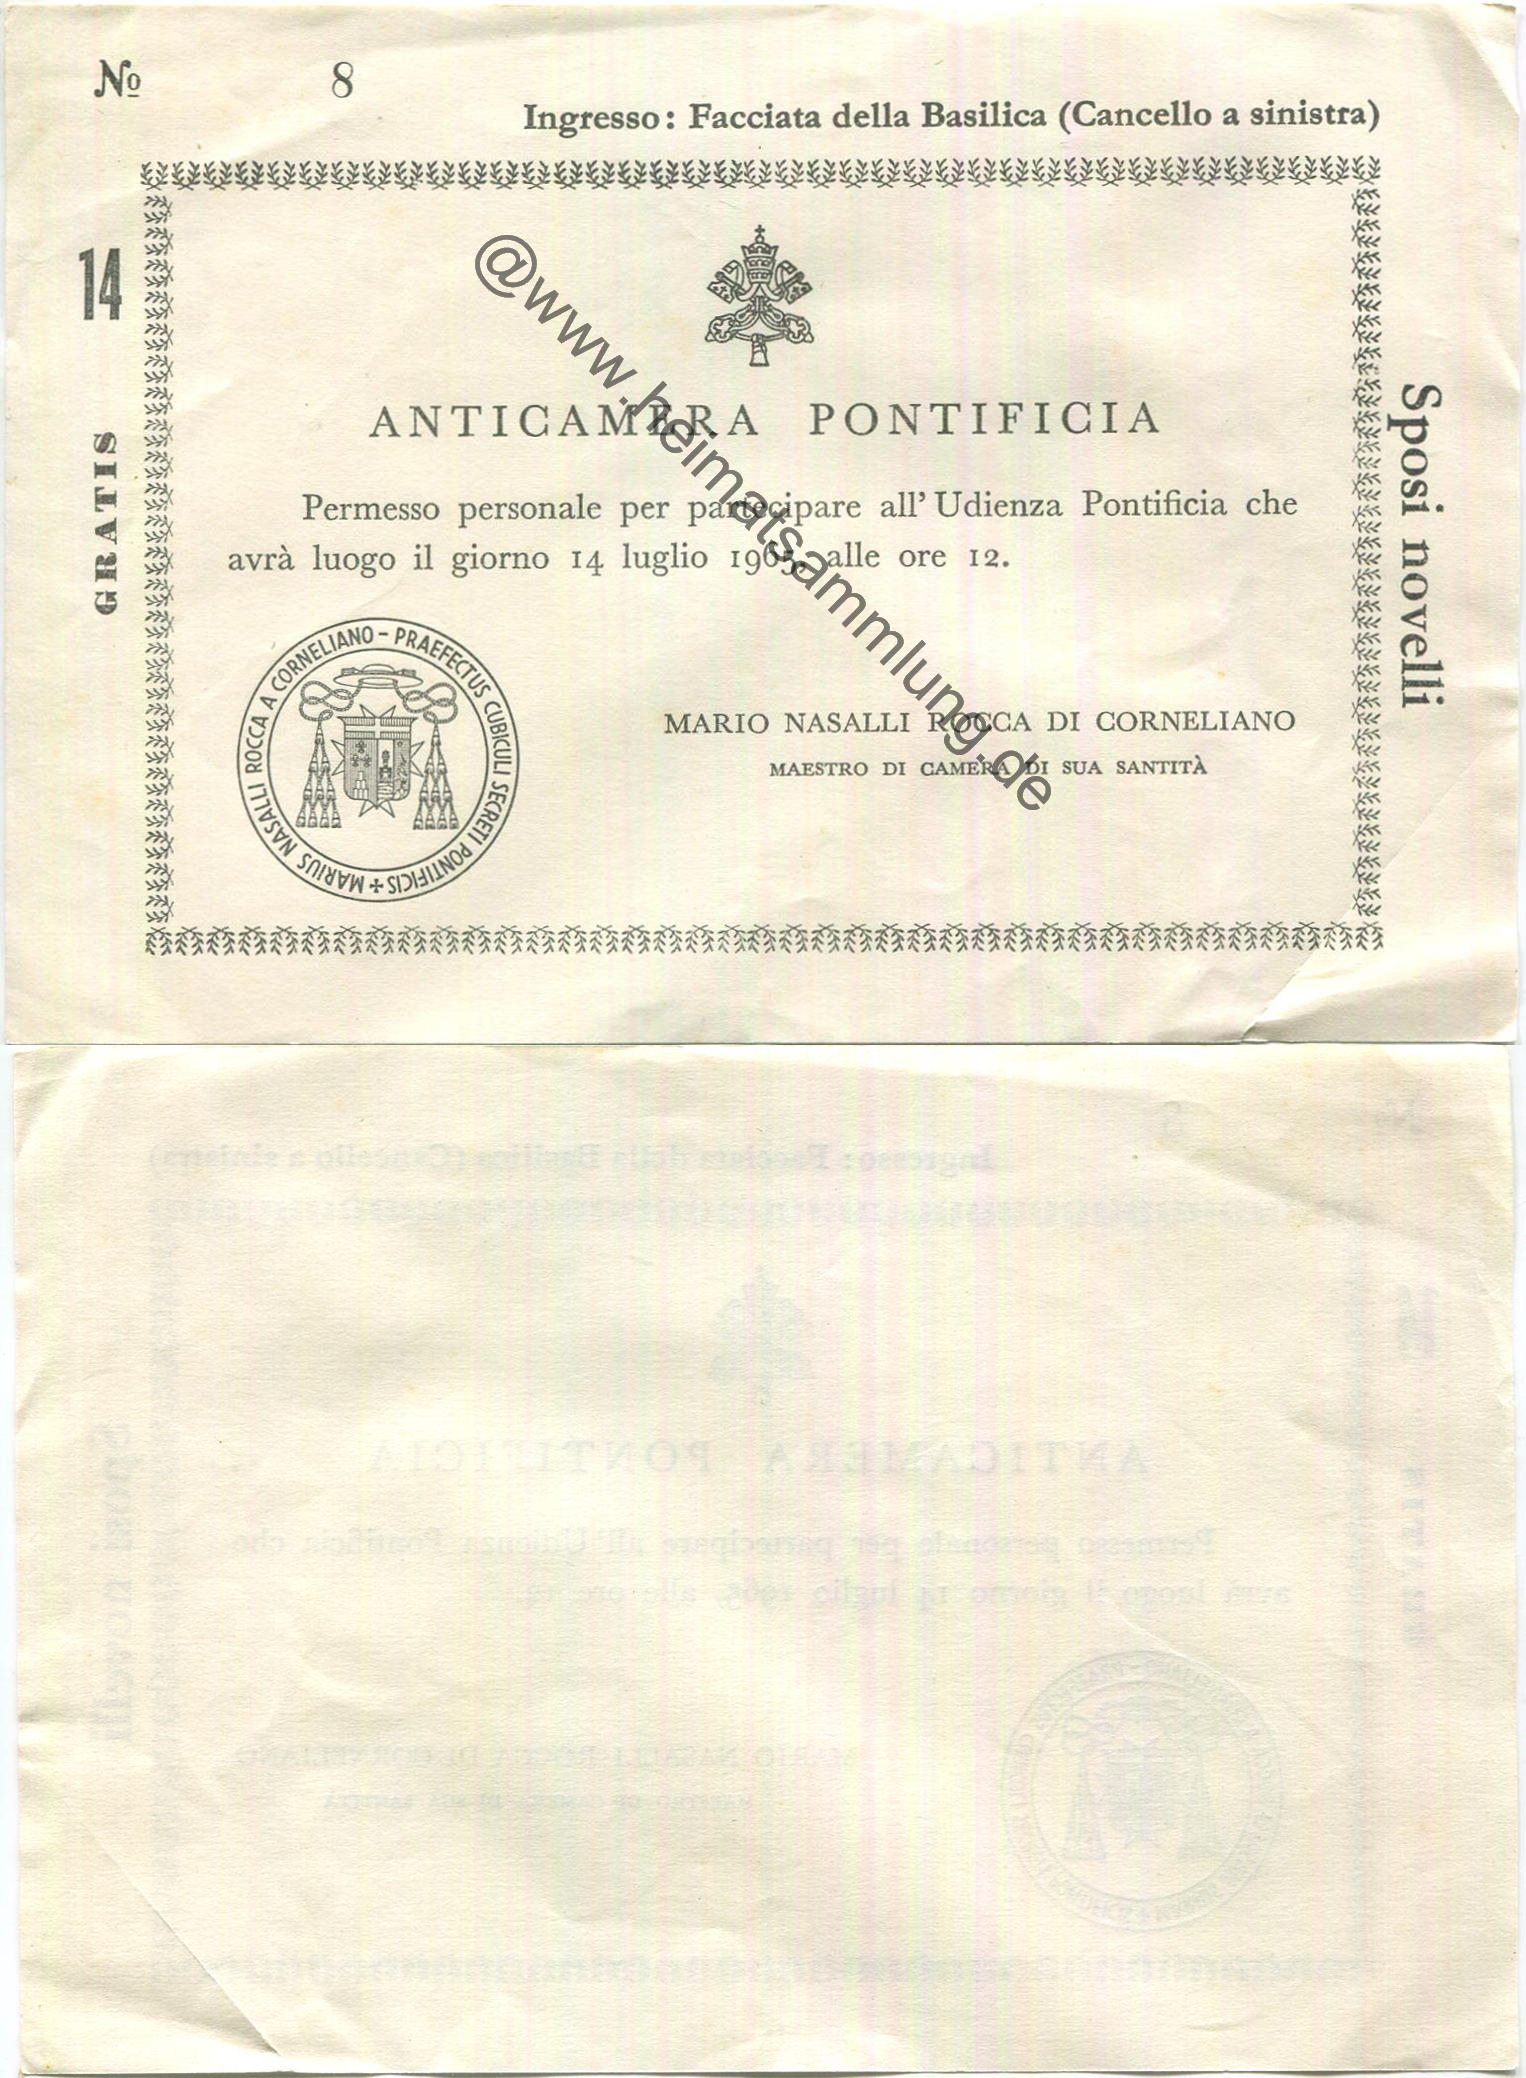 № 8
Ingresso: Facciata della Basilica (Cancello a sinistra)
14
GRATIS
ANTICAMERA PONTIFICIA
Permesso personale per partecipare all' Udienza Pontificia che
avrà luogo il giorno 14 luglio 1965, alle ore 12.
MARIUS NASALLI ROCCA A CORNELIANO - PRAEFECTUS CUBICULI SECRETI PONTIFICIS +
MARIO NASALLI ROCCA DI CORNELIANO
MAESTRO DI CAMERA DI SUA SANTITÀ
Sposi novelli
@www.heimatsammlung.de